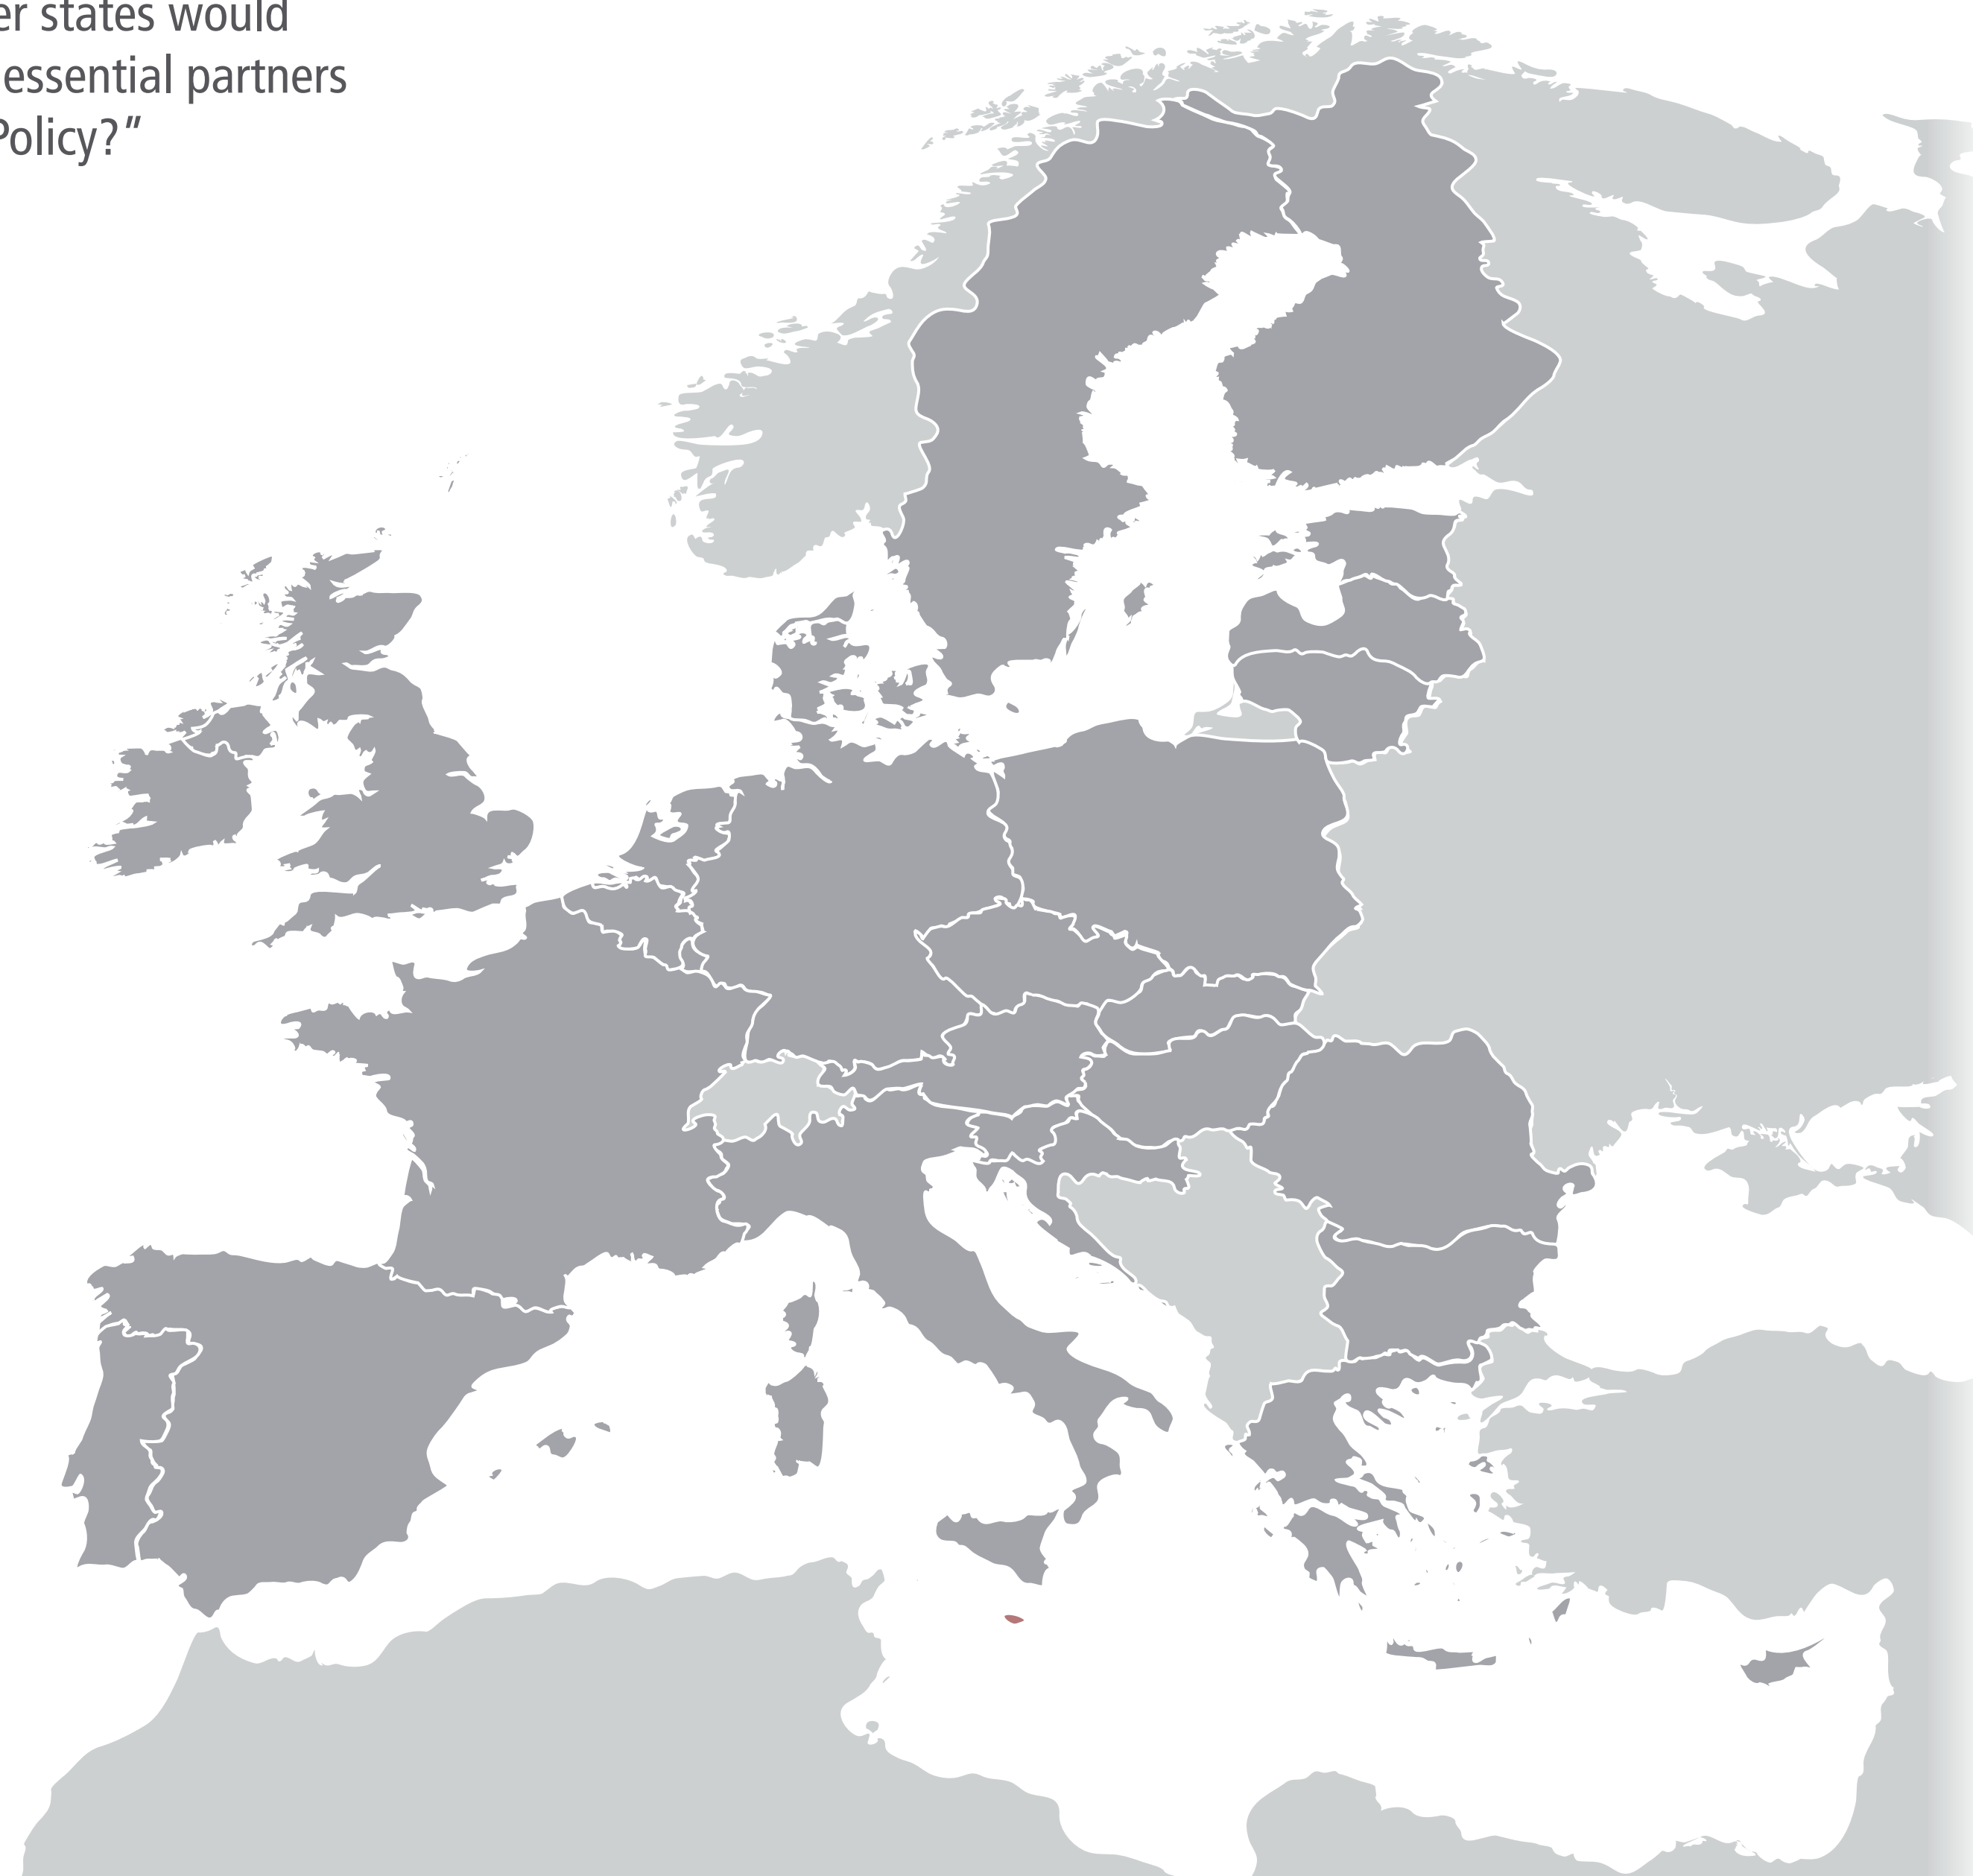 er states would
essential partners
Policy?”